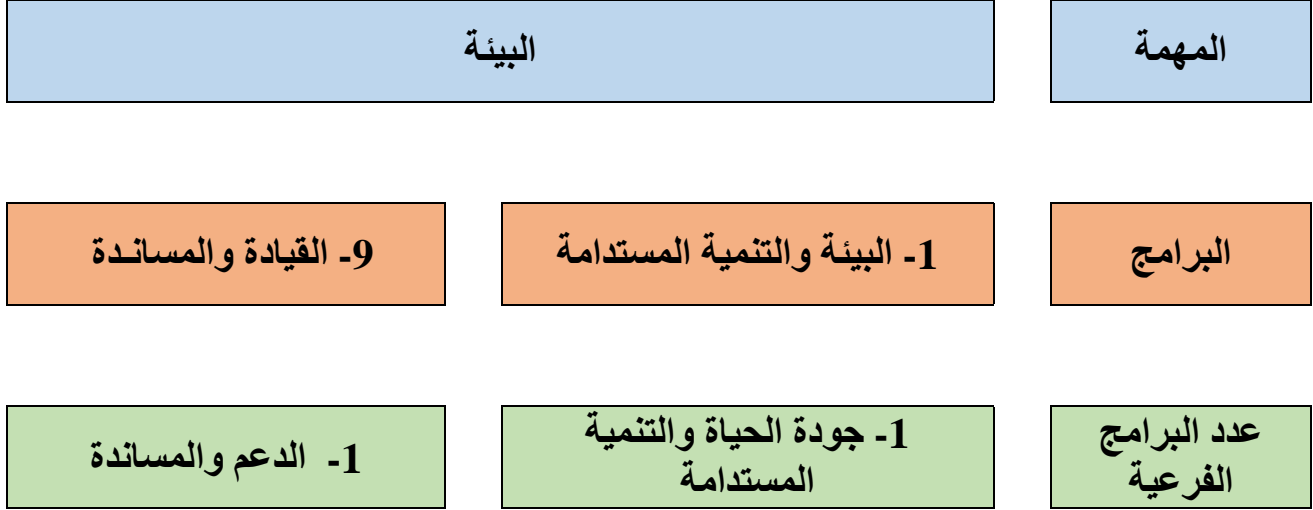 المهمة
البيئة
البرامج
1- البيئة والتنمية المستدامة
9- القيادة والمساندة
عدد البرامج
الفرعية
1- جودة الحياة والتنمية
المستدامة
1- الدعم والمساندة